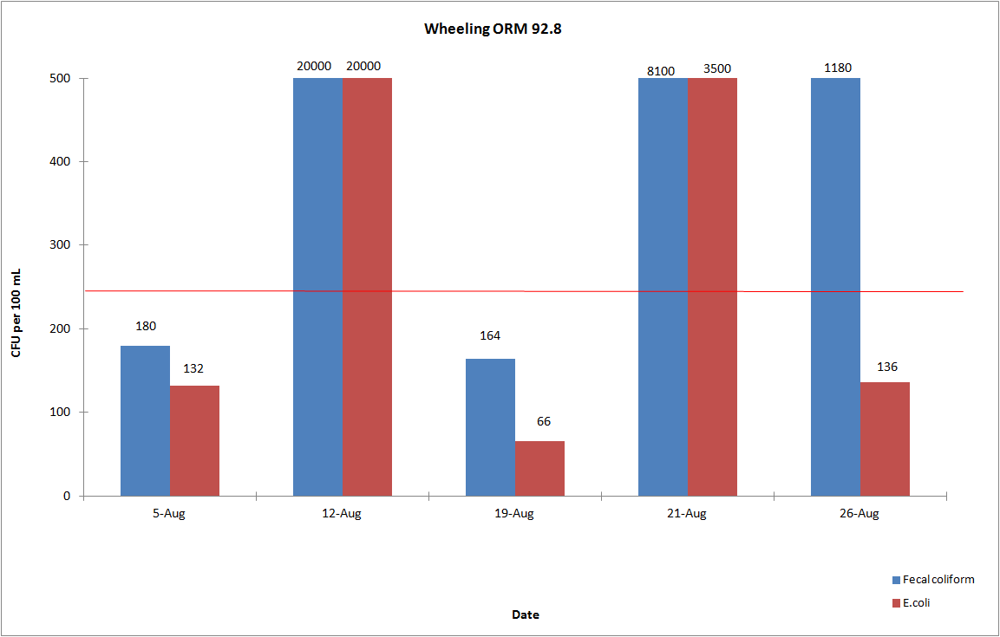 Wheeling ORM 92.8
20000 20000 8100 3500 1180
500
400
300
200
100
0
180 132 164 66 136
CFU per 100 mL
5-Aug 12-Aug 19-Aug 21-Aug 26-Aug
Fecal coliform
E.coli
Date